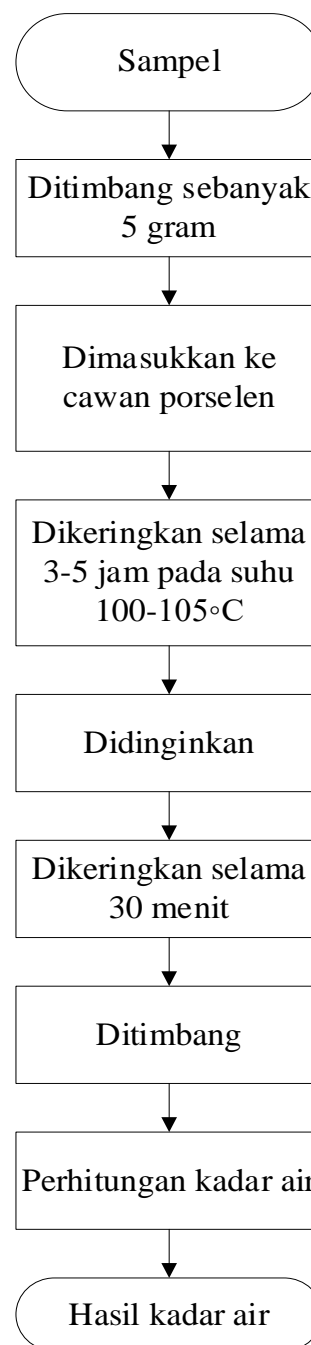 Sampel
Ditimbang sebanyak
5 gram
Dimasukkan ke
cawan porselen
Dikeringkan selama
3-5 jam pada suhu
100-105◦C
Didinginkan
Dikeringkan selama
30 menit
Ditimbang
Perhitungan kadar air
Hasil kadar air